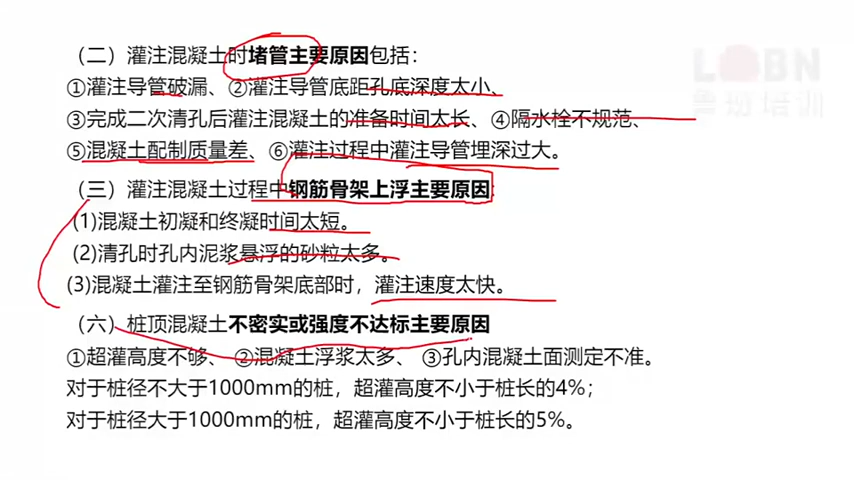 LOBN
鲁班培训
（二）灌注混凝土时堵管主要原因包括：
①灌注导管破漏、②灌注导管底距孔底深度太小、
③完成二次清孔后灌注混凝土的准备时间太长、④隔水栓不规范、
⑤混凝土配制质量差、⑥灌注过程中灌注导管埋深过大。
（三）灌注混凝土过程中钢筋骨架上浮主要原因：
(1)混凝土初凝和终凝时间太短。
(2)清孔时孔内泥浆悬浮的砂粒太多。
(3)混凝土灌注至钢筋骨架底部时，灌注速度太快。
（六）桩顶混凝土不密实或强度不达标主要原因
①超灌高度不够、②混凝土浮浆太多、③孔内混凝土面测定不准。
对于桩径不大于1000mm的桩，超灌高度不小于桩长的4%；
对于桩径大于1000mm的桩，超灌高度不小于桩长的5%。